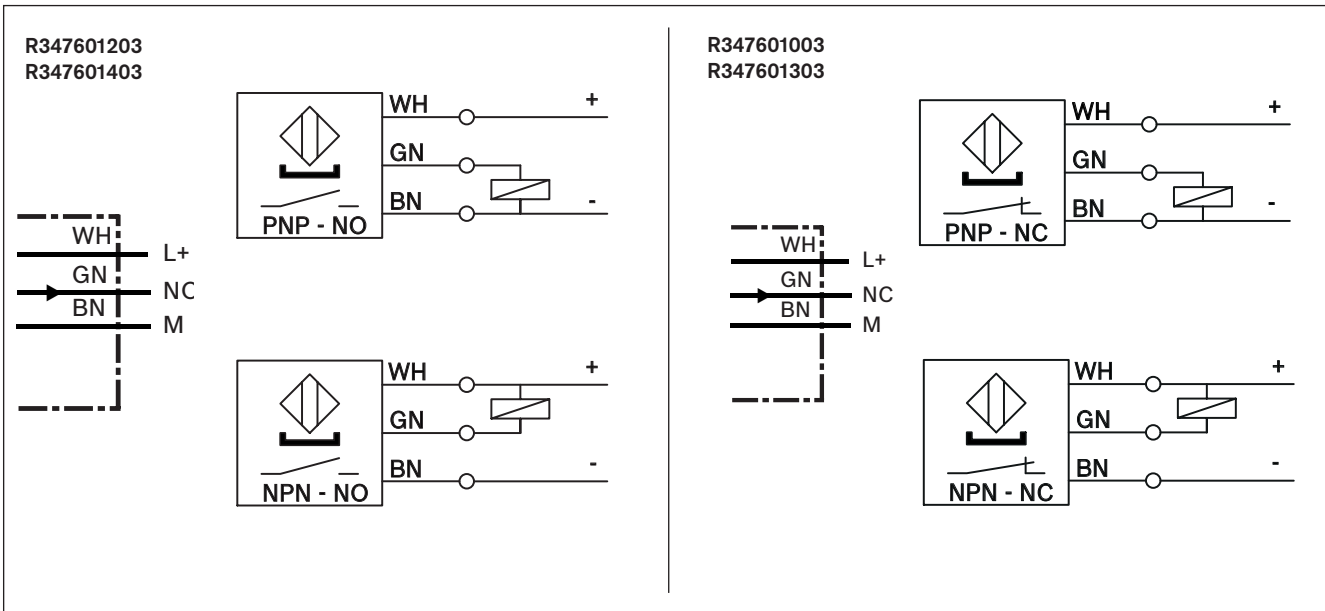 R347601203
R347601403
WH
+
GN
BN
-
PNP - NO
WH
L+
GN
NC
BN
M
WH
+
GN
BN
-
NPN - NO
R347601003
R347601303
WH
+
GN
BN
-
PNP - NC
WH
L+
GN
NC
BN
M
WH
+
GN
BN
-
NPN - NC